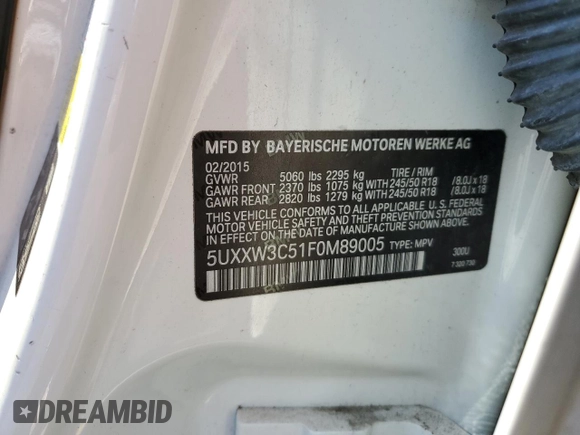 MFD BY BAYERISCHE MOTOREN WERKE AG
02/2015
GVWR 5060 lbs 2295 kg TIRE / RIM
GAWR FRONT 2370 lbs 1075 kg WITH 245/50 R18 /8.0J x 18
GAWR REAR 2820 lbs 1279 kg WITH 245/50 R18 /8.0J x 18
THIS VEHICLE CONFORMS TO ALL APPLICABLE U. S. FEDERAL
MOTOR VEHICLE SAFETY AND THEFT PREVENTION STANDARDS IN
EFFECT ON THE DATE OF MANUFACTURE SHOWN ABOVE.
5UXXW3C51F0M89005 TYPE: MPV 300U
7 320 730
DREAMBID